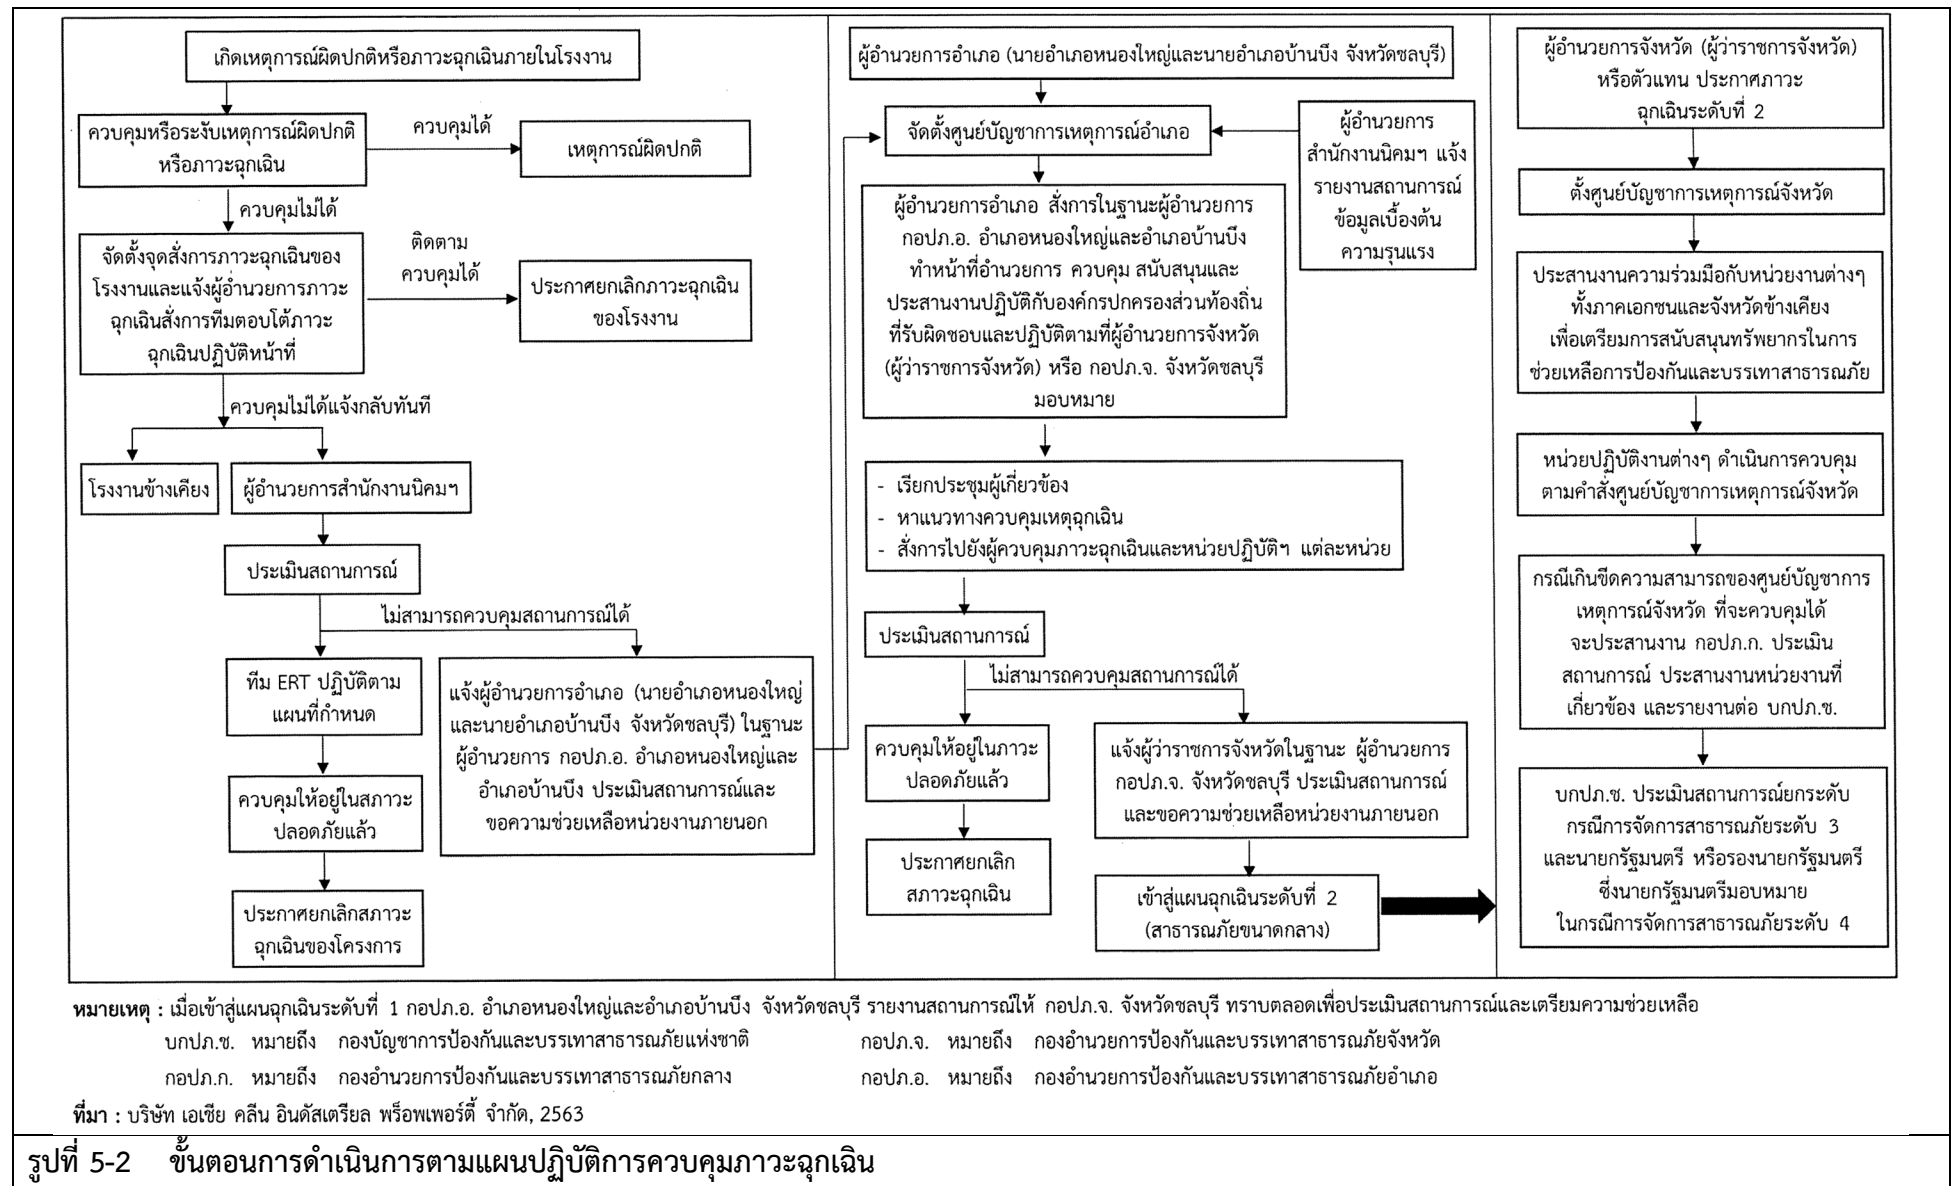 เกิดเหตุการณ์ผิดปกติหรือภาวะฉุกเฉินภายในโรงงาน
ควบคุมหรือระงับเหตุการณ์ผิดปกติ
หรือภาวะฉุกเฉิน
ควบคุมได้
เหตุการณ์ผิดปกติ
ควบคุมไม่ได้
จัดตั้งจุดสั่งการภาวะฉุกเฉินของ
โรงงานและแจ้งผู้อำนวยการภาวะ
ฉุกเฉินสั่งการทีมตอบโต้ภาวะ
ฉุกเฉินปฏิบัติหน้าที่
ติดตาม
ควบคุมได้
ประกาศยกเลิกภาวะฉุกเฉิน
ของโรงงาน
ควบคุมไม่ได้แจ้งกลับทันที
โรงงานข้างเคียง
ผู้อำนวยการสำนักงานนิคมฯ
ประเมินสถานการณ์
ไม่สามารถควบคุมสถานการณ์ได้
ทีม ERT ปฏิบัติตาม
แผนที่กำหนด
ควบคุมให้อยู่ในสภาวะ
ปลอดภัยแล้ว
ประกาศยกเลิกสภาวะ
ฉุกเฉินของโครงการ
แจ้งผู้อำนวยการอำเภอ (นายอำเภอหนองใหญ่
และนายอำเภอบ้านบึง จังหวัดชลบุรี) ในฐานะ
ผู้อำนวยการ กอปภ.อ. อำเภอหนองใหญ่และ
อำเภอบ้านบึง ประเมินสถานการณ์และ
ขอความช่วยเหลือหน่วยงานภายนอก
ผู้อำนวยการอำเภอ (นายอำเภอหนองใหญ่และนายอำเภอบ้านบึง จังหวัดชลบุรี)
จัดตั้งศูนย์บัญชาการเหตุการณ์อำเภอ
ผู้อำนวยการ
สำนักงานนิคมฯ แจ้ง
รายงานสถานการณ์
ข้อมูลเบื้องต้น
ความรุนแรง
ผู้อำนวยการอำเภอ สั่งการในฐานะผู้อำนวยการ
กอปภ.อ. อำเภอหนองใหญ่และอำเภอบ้านบึง
ทำหน้าที่อำนวยการ ควบคุม สนับสนุนและ
ประสานงานปฏิบัติกับองค์กรปกครองส่วนท้องถิ่น
ที่รับผิดชอบและปฏิบัติตามที่ผู้อำนวยการจังหวัด
(ผู้ว่าราชการจังหวัด) หรือ กอปภ.จ. จังหวัดชลบุรี
มอบหมาย
- เรียกประชุมผู้เกี่ยวข้อง
- หาแนวทางควบคุมเหตุฉุกเฉิน
- สั่งการไปยังผู้ควบคุมภาวะฉุกเฉินและหน่วยปฏิบัติฯ แต่ละหน่วย
ประเมินสถานการณ์
ไม่สามารถควบคุมสถานการณ์ได้
ควบคุมให้อยู่ในภาวะ
ปลอดภัยแล้ว
ประกาศยกเลิก
สภาวะฉุกเฉิน
แจ้งผู้ว่าราชการจังหวัดในฐานะ ผู้อำนวยการ
กอปภ.จ. จังหวัดชลบุรี ประเมินสถานการณ์
และขอความช่วยเหลือหน่วยงานภายนอก
เข้าสู่แผนฉุกเฉินระดับที่ 2
(สาธารณภัยขนาดกลาง)
ผู้อำนวยการจังหวัด (ผู้ว่าราชการจังหวัด)
หรือตัวแทน ประกาศภาวะ
ฉุกเฉินระดับที่ 2
ตั้งศูนย์บัญชาการเหตุการณ์จังหวัด
ประสานงานความร่วมมือกับหน่วยงานต่างๆ
ทั้งภาคเอกชนและจังหวัดข้างเคียง
เพื่อเตรียมการสนับสนุนทรัพยากรในการ
ช่วยเหลือการป้องกันและบรรเทาสาธารณภัย
หน่วยปฏิบัติงานต่างๆ ดำเนินการควบคุม
ตามคำสั่งศูนย์บัญชาการเหตุการณ์จังหวัด
กรณีเกินขีดความสามารถของศูนย์บัญชาการ
เหตุการณ์จังหวัด ที่จะควบคุมได้
จะประสานงาน กอปภ.ก. ประเมิน
สถานการณ์ ประสานงานหน่วยงานที่
เกี่ยวข้อง และรายงานต่อ บกปภ.ช.
บกปภ.ช. ประเมินสถานการณ์ยกระดับ
กรณีการจัดการสาธารณภัยระดับ 3
และนายกรัฐมนตรี หรือรองนายกรัฐมนตรี
ซึ่งนายกรัฐมนตรีมอบหมาย
ในกรณีการจัดการสาธารณภัยระดับ 4
หมายเหตุ : เมื่อเข้าสู่แผนฉุกเฉินระดับที่ 1 กอปภ.อ. อำเภอหนองใหญ่และอำเภอบ้านบึง จังหวัดชลบุรี รายงานสถานการณ์ให้ กอปภ.จ. จังหวัดชลบุรี ทราบตลอดเพื่อประเมินสถานการณ์และเตรียมความช่วยเหลือ
บกปภ.ช. หมายถึง กองบัญชาการป้องกันและบรรเทาสาธารณภัยแห่งชาติ กอปภ.จ. หมายถึง กองอำนวยการป้องกันและบรรเทาสาธารณภัยจังหวัด
กอปภ.ก. หมายถึง กองอำนวยการป้องกันและบรรเทาสาธารณภัยกลาง กอปภ.อ. หมายถึง กองอำนวยการป้องกันและบรรเทาสาธารณภัยอำเภอ
ที่มา : บริษัท เอเชีย คลีน อินดัสเตรียล พร็อพเพอร์ตี้ จำกัด, 2563
รูปที่ 5-2 ขั้นตอนการดำเนินการตามแผนปฏิบัติการควบคุมภาวะฉุกเฉิน